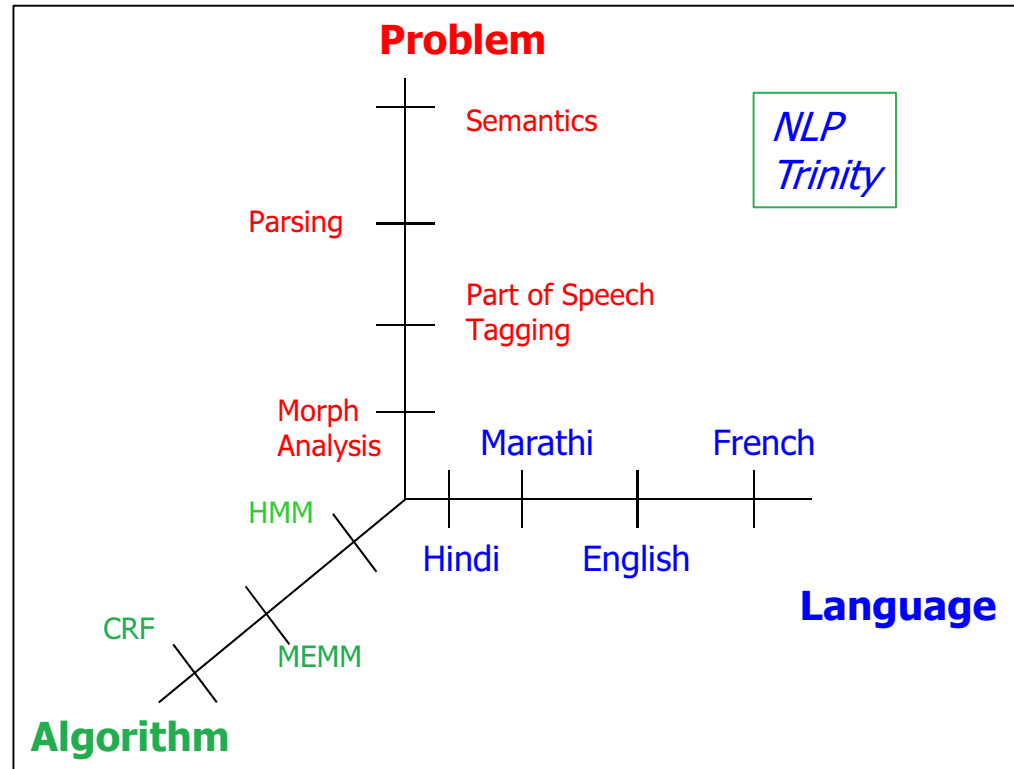 Problem
Semantics
NLP
Trinity
Parsing
Part of Speech
Tagging
Morph
Analysis
Marathi
French
HMM
Hindi
English
Language
CRF
MEMM
Algorithm